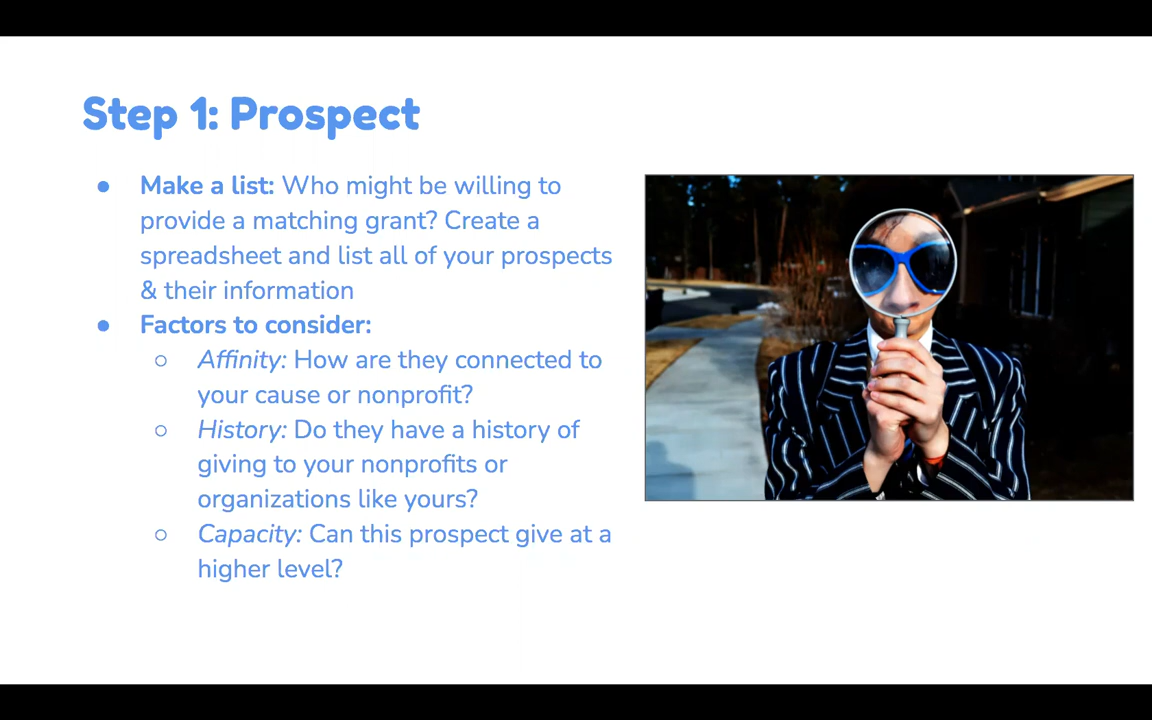 Step 1: Prospect
● Make a list: Who might be willing to
provide a matching grant? Create a
spreadsheet and list all of your prospects
& their information
● Factors to consider:
○ Affinity: How are they connected to
your cause or nonprofit?
○ History: Do they have a history of
giving to your nonprofits or
organizations like yours?
○ Capacity: Can this prospect give at a
higher level?